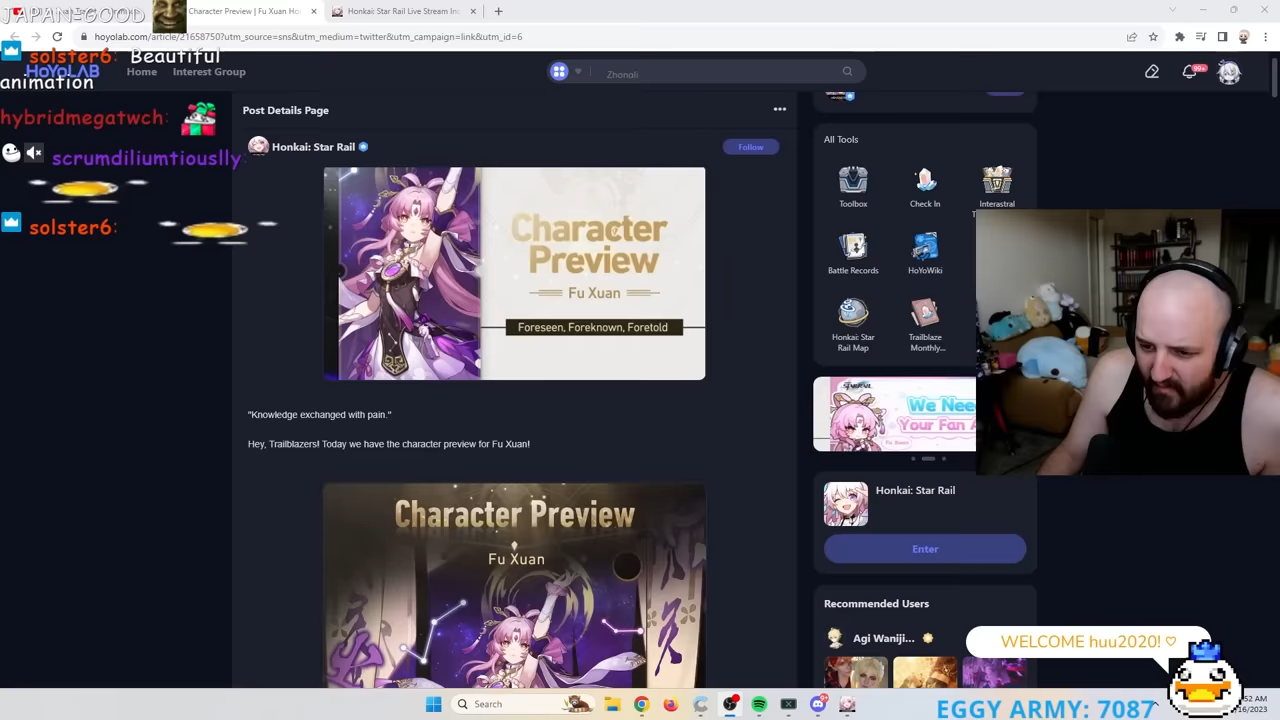 JAPAN=GOOD
Character Preview | Fu Xuan Ho
Honkai: Star Rail Live Stream In
hoyolab.com/article/21658750?utm_source=sns&utm_medium=twitter&utm_campaign=link&utm_id=6
solster6: Beautiful
animation
HoYoLAB
Home
Interest Group
Zhonali
99+
hybridmegatwch:
scrumdiliumtiouslly:
solster6:
Post Details Page
Honkai: Star Rail
Follow
Character
Preview
Fu Xuan
Foreseen, Foreknown, Foretold
"Knowledge exchanged with pain."
Hey, Trailblazers! Today we have the character preview for Fu Xuan!
Character Preview
Fu Xuan
All Tools
Toolbox
Check In
Interastral
Battle Records
HoYoWiki
Honkai: Star
Rail Map
Trailblaze
Monthly...
We Need
Your Fan A
Fu Xuan
Honkai: Star Rail
Enter
Recommended Users
Agi Waniji...
WELCOME huu2020! ♡
Search
EGGY ARMY: 7087